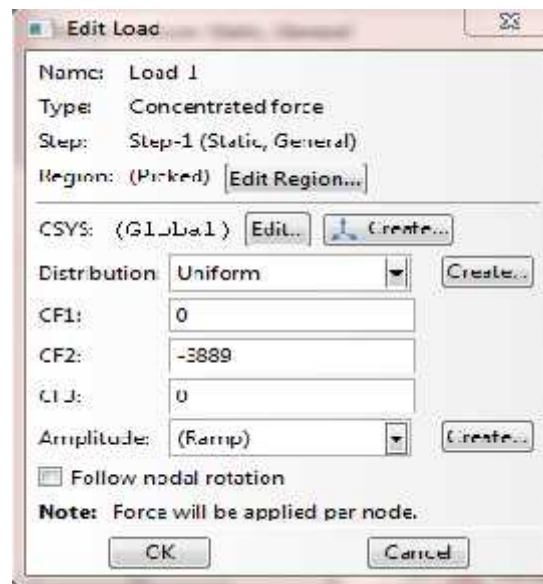 Edit Load
Name: Load 1
Type: Concentrated force
Step: Step-1 (Static, General)
Region: (Picked) Edit Region...
CSYS: (Global) Edit... Create...
Distribution: Uniform Create...
CF1: 0
CF2: -3889
CF3: 0
Amplitude: (Ramp) Create...
Follow nodal rotation
Note: Force will be applied per node.
OK Cancel